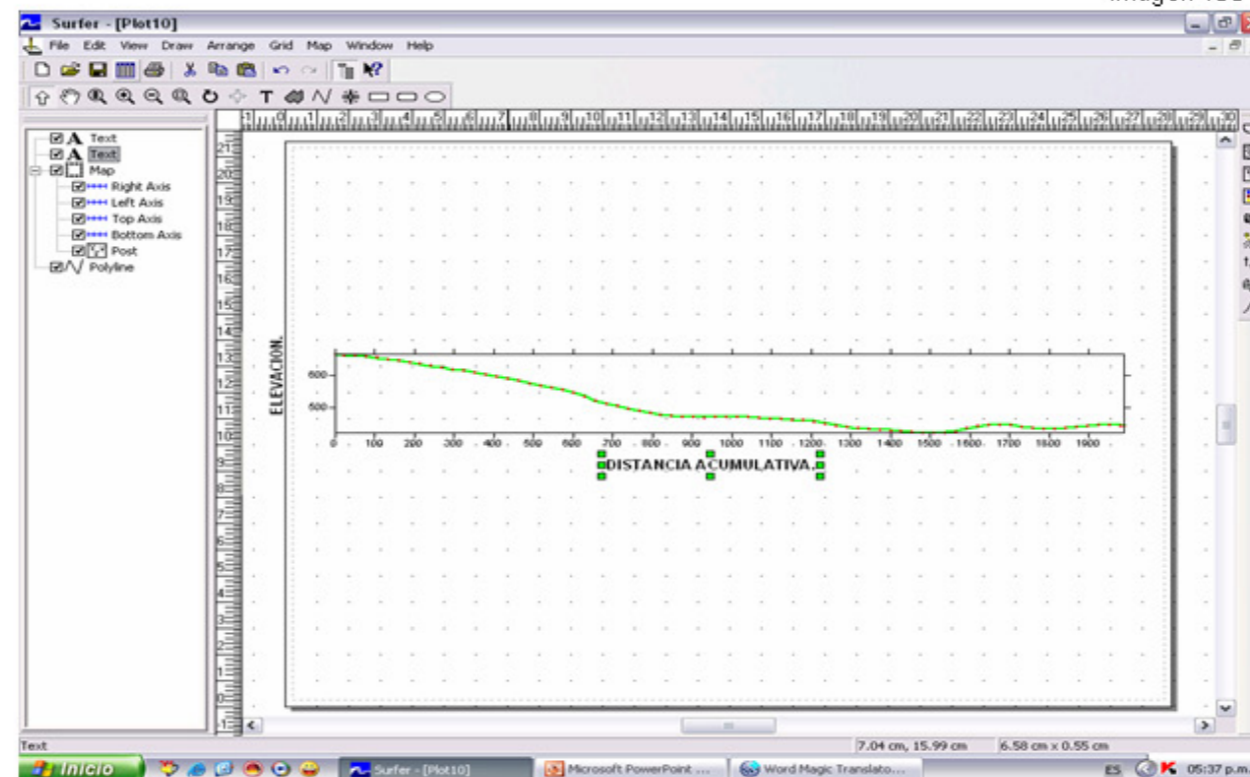 Surfer - [Plot10]
File Edit View Draw Arrange Grid Map Window Help
Text
Text
Map
Right Axis
Left Axis
Top Axis
Bottom Axis
Post
Polyline
ELEVACION.
600
500
0 100 200 300 400 500 600 700 800 900 1000 1100 1200 1300 1400 1500 1600 1700 1800 1900
DISTANCIA ACUMULATIVA.
Text 7.04 cm, 15.99 cm 6.58 cm x 0.55 cm
Inicio Surfer - [Plot10] Microsoft PowerPoint ... Word Magic Translato... ES 05:37 p.m.